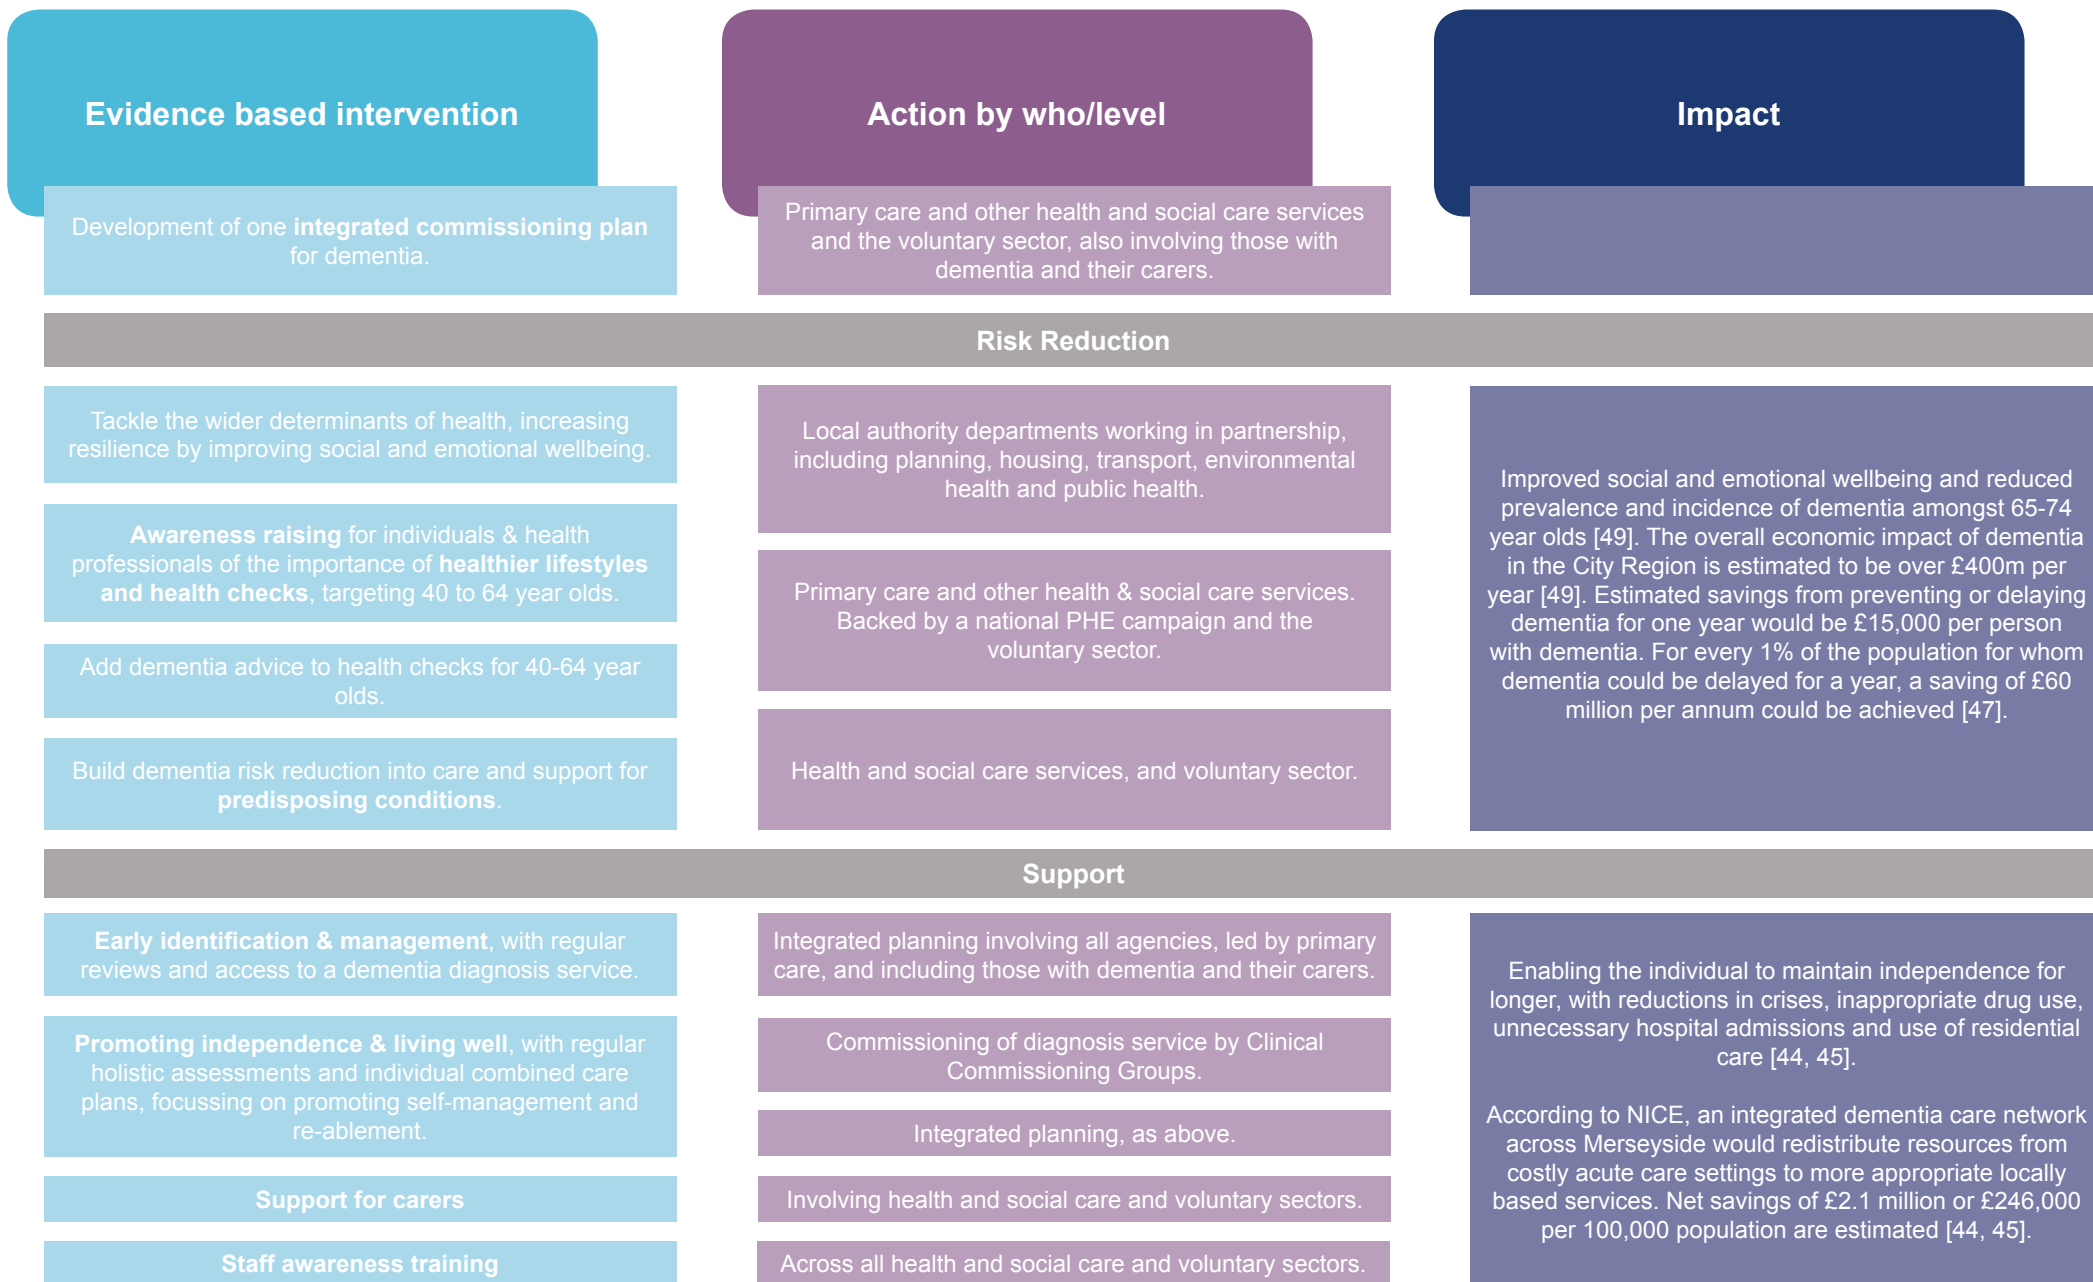 Evidence based intervention
Action by who/level
Impact
Development of one integrated commissioning plan
for dementia.
Primary care and other health and social care services
and the voluntary sector, also involving those with
dementia and their carers.
Risk Reduction
Tackle the wider determinants of health, increasing
resilience by improving social and emotional wellbeing.
Awareness raising for individuals & health
professionals of the importance of healthier lifestyles
and health checks, targeting 40 to 64 year olds.
Add dementia advice to health checks for 40-64 year
olds.
Build dementia risk reduction into care and support for
predisposing conditions.
Local authority departments working in partnership,
including planning, housing, transport, environmental
health and public health.
Primary care and other health & social care services.
Backed by a national PHE campaign and the
voluntary sector.
Health and social care services, and voluntary sector.
Improved social and emotional wellbeing and reduced
prevalence and incidence of dementia amongst 65-74
year olds [49]. The overall economic impact of dementia
in the City Region is estimated to be over £400m per
year [49]. Estimated savings from preventing or delaying
dementia for one year would be £15,000 per person
with dementia. For every 1% of the population for whom
dementia could be delayed for a year, a saving of £60
million per annum could be achieved [47].
Support
Early identification & management, with regular
reviews and access to a dementia diagnosis service.
Promoting independence & living well, with regular
holistic assessments and individual combined care
plans, focussing on promoting self-management and
re-ablement.
Support for carers
Staff awareness training
Integrated planning involving all agencies, led by primary
care, and including those with dementia and their carers.
Commissioning of diagnosis service by Clinical
Commissioning Groups.
Integrated planning, as above.
Involving health and social care and voluntary sectors.
Across all health and social care and voluntary sectors.
Enabling the individual to maintain independence for
longer, with reductions in crises, inappropriate drug use,
unnecessary hospital admissions and use of residential
care [44, 45].
According to NICE, an integrated dementia care network
across Merseyside would redistribute resources from
costly acute care settings to more appropriate locally
based services. Net savings of £2.1 million or £246,000
per 100,000 population are estimated [44, 45].